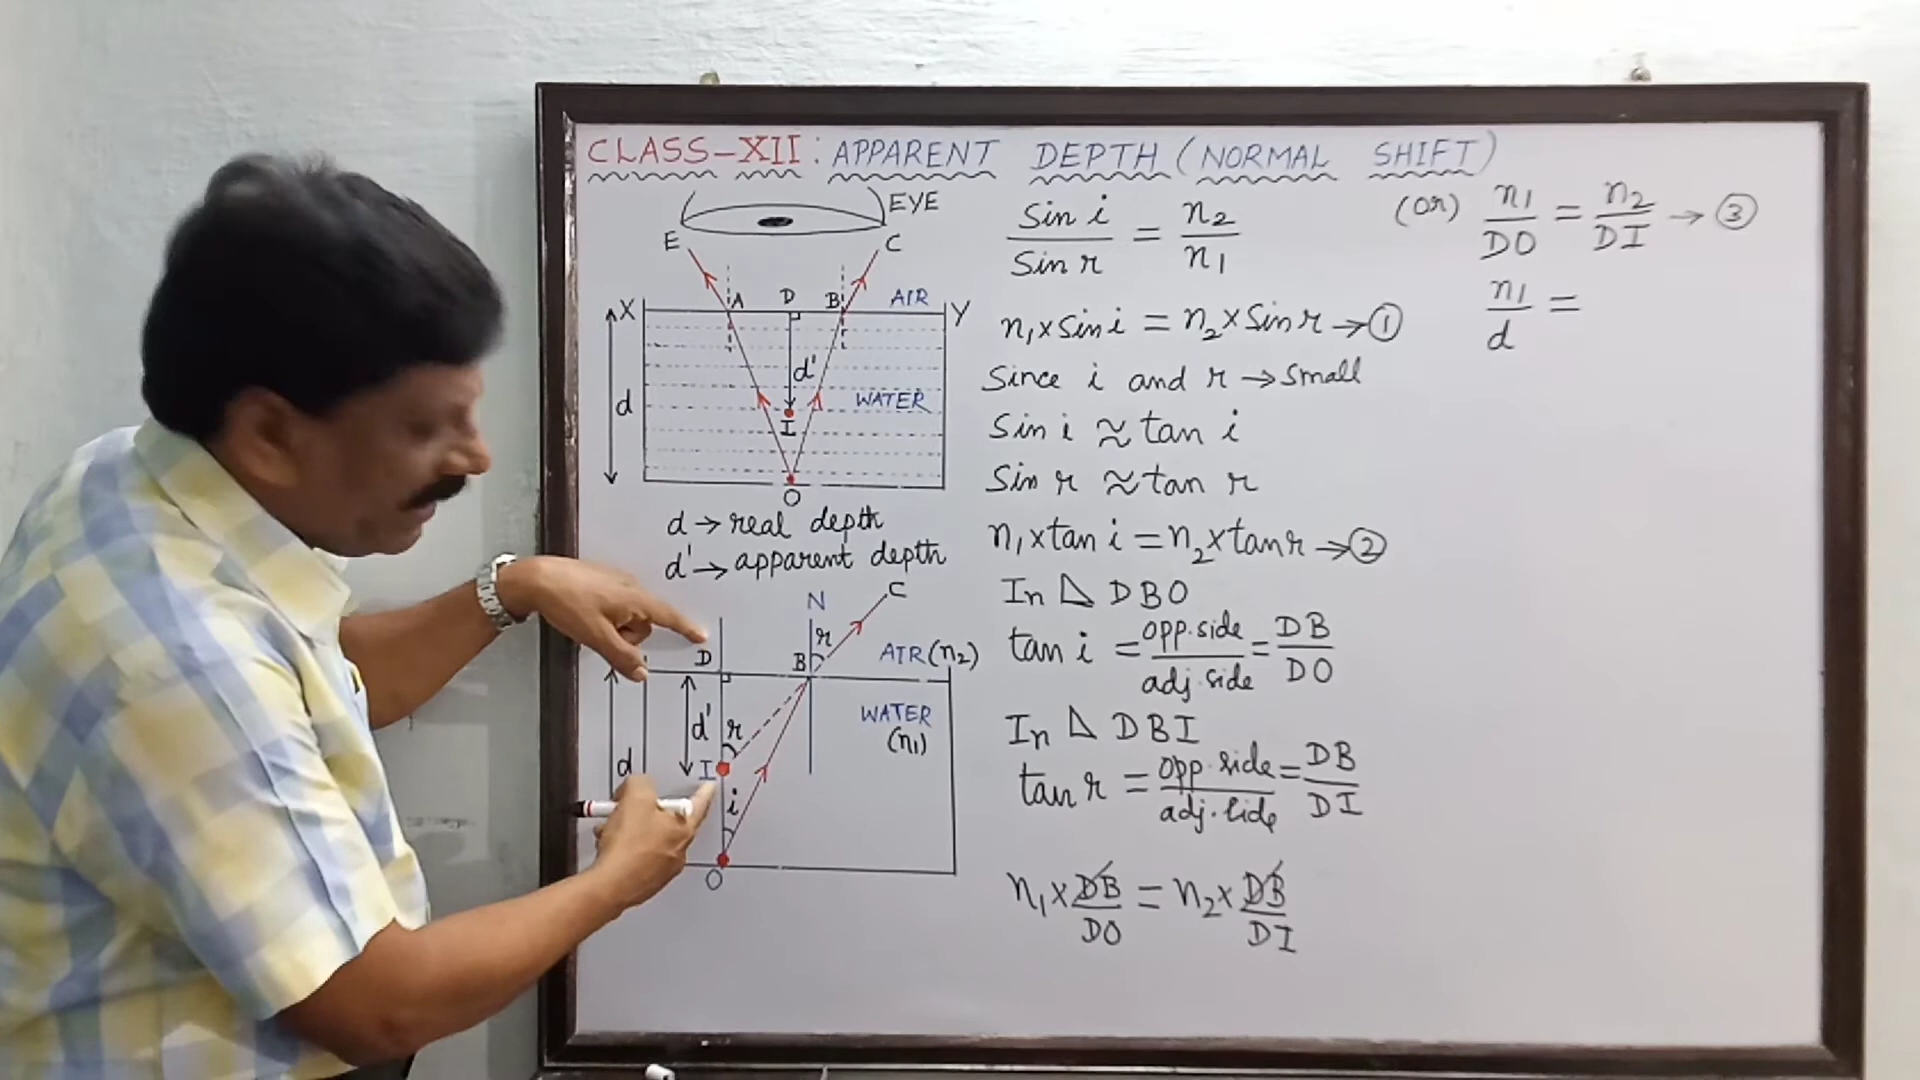 CLASS-XII : APPARENT DEPTH (NORMAL SHIFT)
EYE
E
C
X
A
D
B
AIR
Y
d
d'
WATER
I
O
d → real depth
d' → apparent depth
N
C
r
D
B
AIR (n₂)
d'
r
WATER
(n₁)
d
I
i
O
Sin i / Sin r = n₂ / n₁
n₁ × Sin i = n₂ × Sin r → ①
Since i and r → Small
Sin i ≈ tan i
Sin r ≈ tan r
n₁ × tan i = n₂ × tan r → ②
In ◺ DBO
tan i = opp. side / adj. side = DB / DO
In ◺ DBI
tan r = opp. side / adj. side = DB / DI
n₁ × DB / DO = n₂ × DB / DI
(or) n₁ / DO = n₂ / DI → ③
n₁ / d =